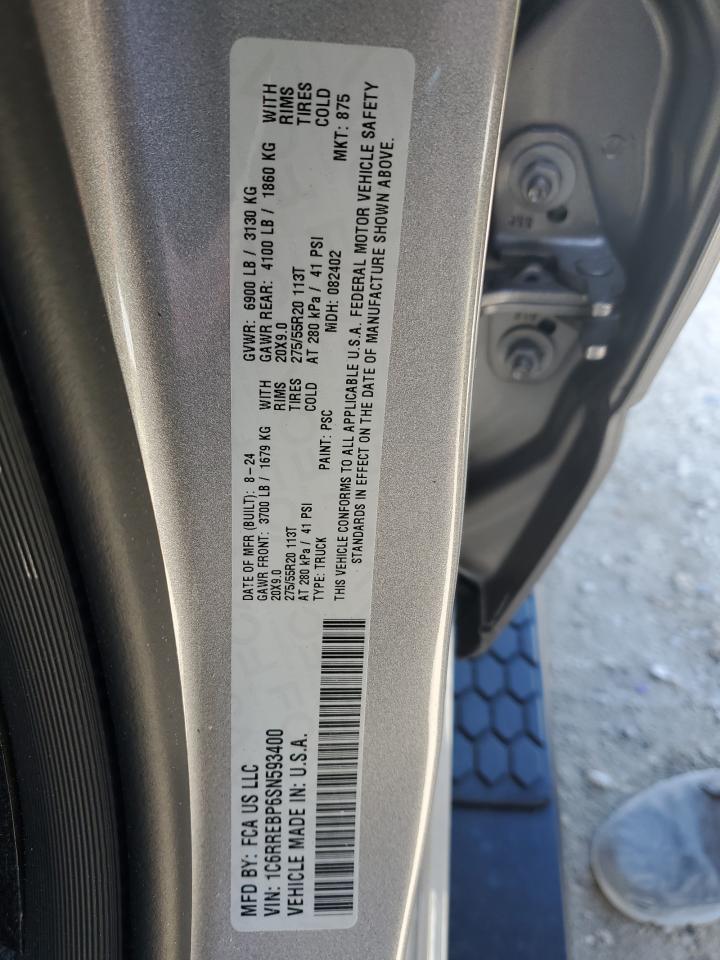 MFD BY: FCA US LLC
VIN: 1C6RREBP6SN593400
VEHICLE MADE IN: U.S.A.
DATE OF MFR (BUILT): 8-24
GAWR FRONT: 3700 LB / 1679 KG WITH
20X9.0 RIMS
275/55R20 113T TIRES
AT 280 kPa / 41 PSI COLD
TYPE: TRUCK PAINT: PSC
GVWR: 6900 LB / 3130 KG
GAWR REAR: 4100 LB / 1860 KG WITH
20X9.0 RIMS
275/55R20 113T TIRES
AT 280 kPa / 41 PSI COLD
MDH: 082402 MKT: 875
THIS VEHICLE CONFORMS TO ALL APPLICABLE U.S.A. FEDERAL MOTOR VEHICLE SAFETY
STANDARDS IN EFFECT ON THE DATE OF MANUFACTURE SHOWN ABOVE.